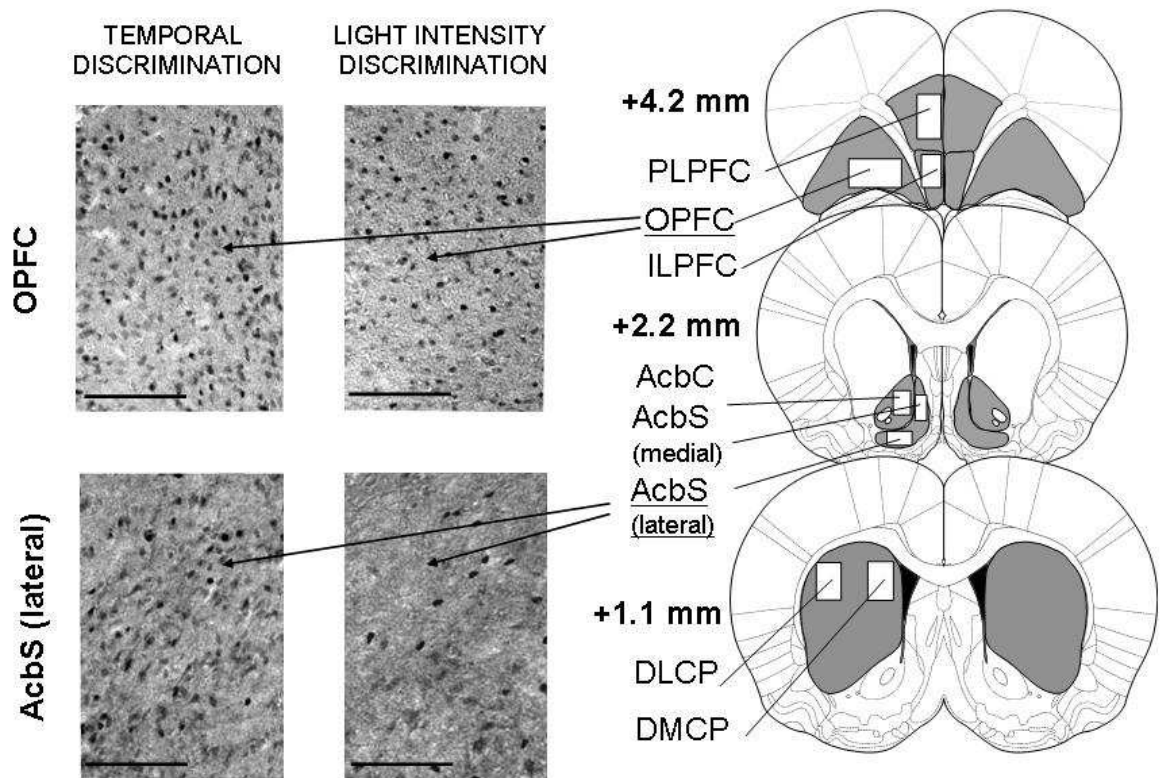 TEMPORAL
DISCRIMINATION
LIGHT INTENSITY
DISCRIMINATION
OPFC
AcbS (lateral)
+4.2 mm
PLPFC
OPFC
ILPFC
+2.2 mm
AcbC
AcbS
(medial)
AcbS
(lateral)
+1.1 mm
DLCP
DMCP